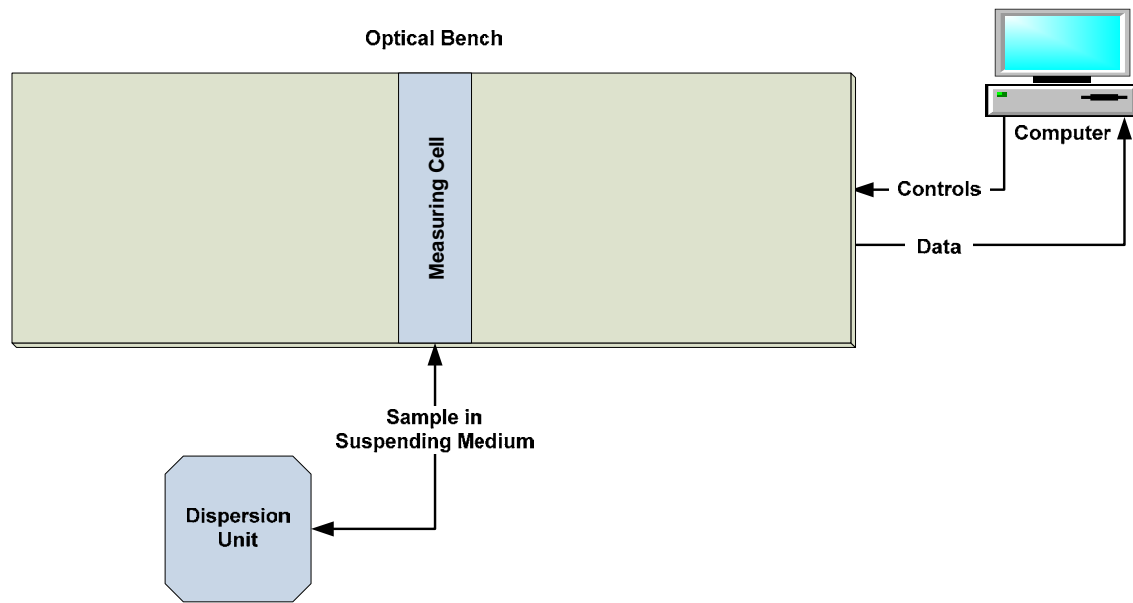 Optical Bench
Measuring Cell
Computer
Controls
Data
Sample in
Suspending Medium
Dispersion
Unit